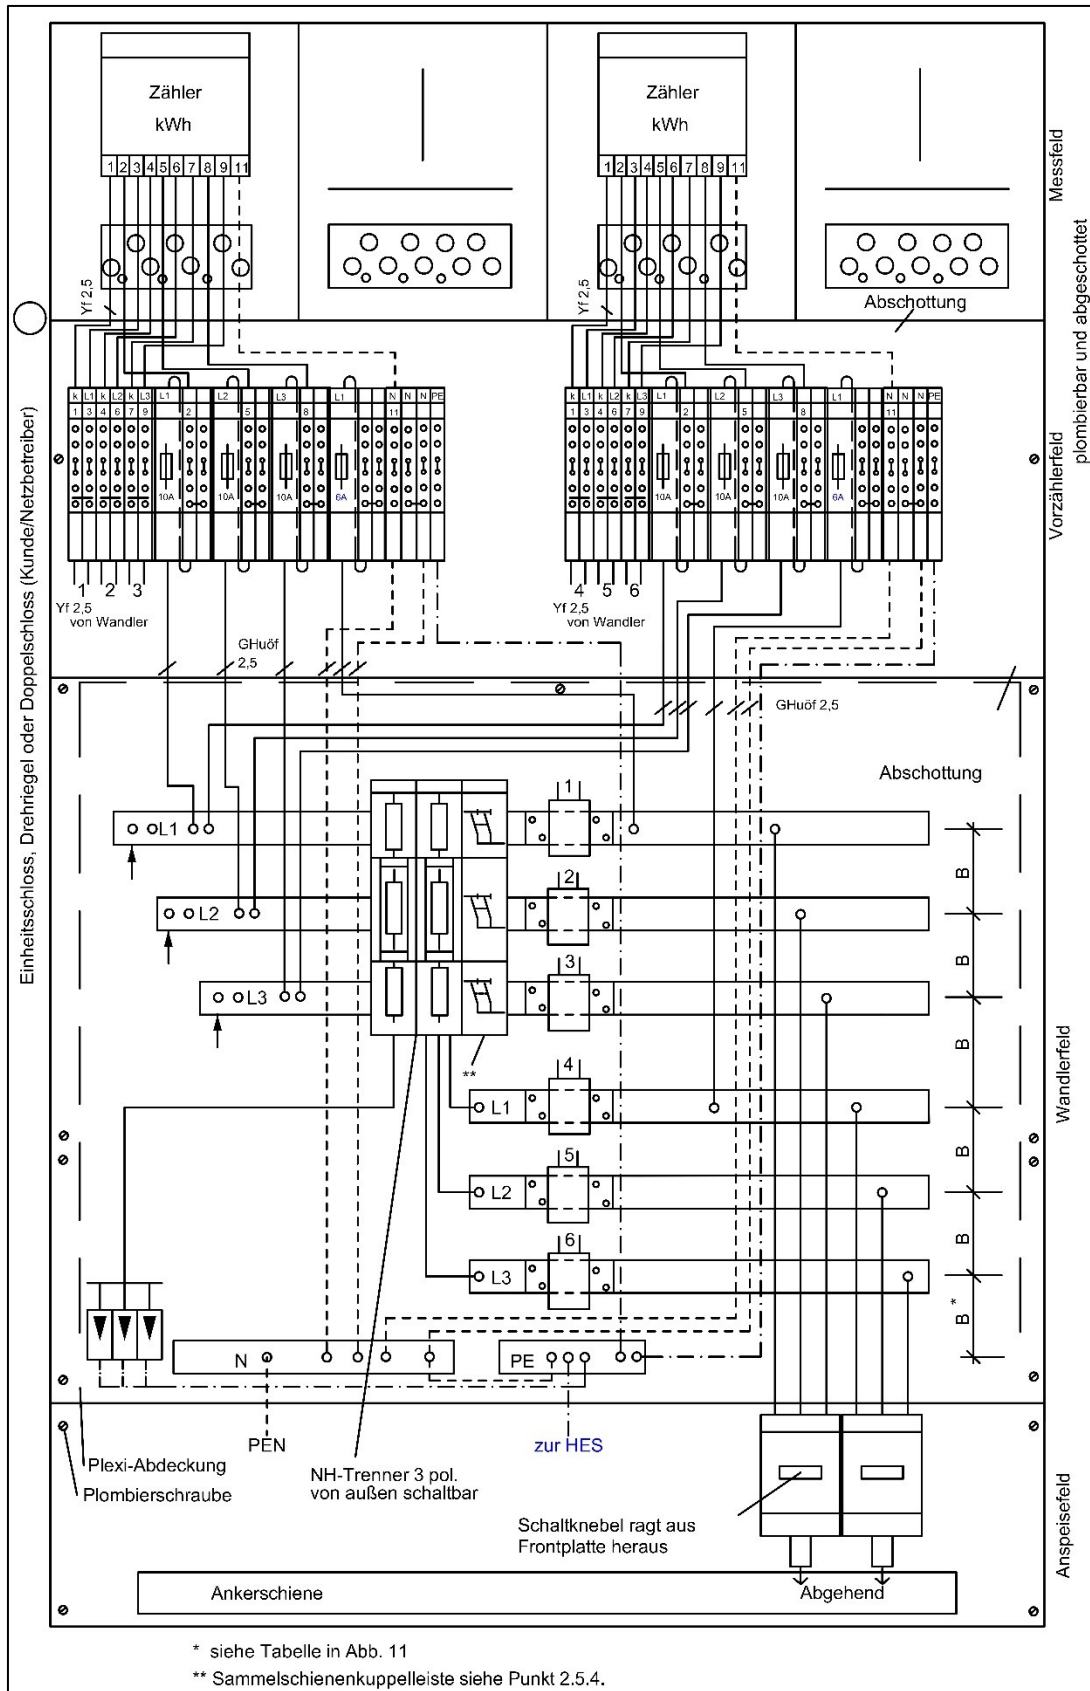 Zähler
kWh
1 2 3 4 5 6 7 8 9 11
Zähler
kWh
1 2 3 4 5 6 7 8 9 11
Messfeld
Yf 2,5
Yf 2,5
Abschottung
plombierbar und abgeschottet
Einheitsschloss, Drehriegel oder Doppelschloss (Kunde/Netzbetreiber)
k L1 k L2 k L3 L1 L2 L3 L1 N N N PE
1 3 4 6 7 9 2 5 8 11
10A 10A 10A 6A
k L1 k L2 k L3 L1 L2 L3 L1 N N N PE
1 3 4 6 7 9 2 5 8 11
10A 10A 10A 6A
Vorzählerfeld
1 2 3
Yf 2,5
von Wandler
4 5 6
Yf 2,5
von Wandler
GHuöf
2,5
GHuöf 2,5
Abschottung
1
L1
B
2
L2
B
3
L3
B
**
4
L1
B
5
L2
B
6
L3
B *
Wandlerfeld
N
PE
PEN
zur HES
Plexi-Abdeckung
Plombierschraube
NH-Trenner 3 pol.
von außen schaltbar
Schaltknebel ragt aus
Frontplatte heraus
Anspeisefeld
Ankerschiene
Abgehend
* siehe Tabelle in Abb. 11
** Sammelschienenkuppelleiste siehe Punkt 2.5.4.